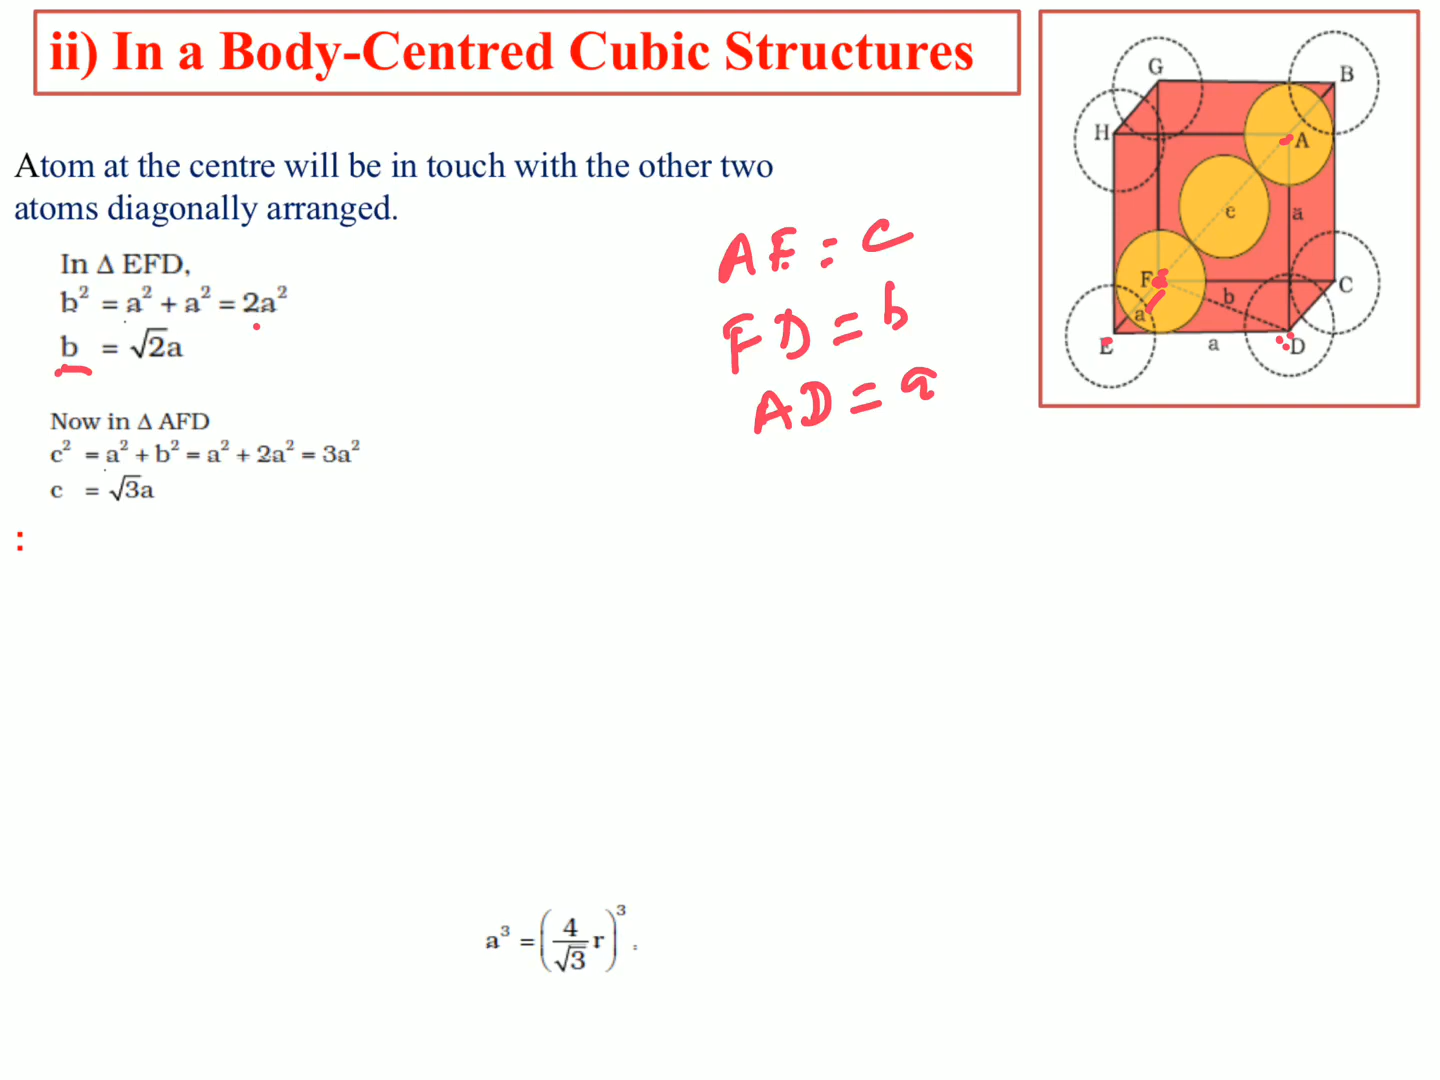 ii) In a Body-Centred Cubic Structures
Atom at the centre will be in touch with the other two
atoms diagonally arranged.
In Δ EFD,
b² = a² + a² = 2a²
b = √2a
Now in Δ AFD
c² = a² + b² = a² + 2a² = 3a²
c = √3a
:
AF = c
FD = b
AD = a
G
B
H
A
c
a
F
C
b
a
E
a
D
a³ = (4/√3 r)³.